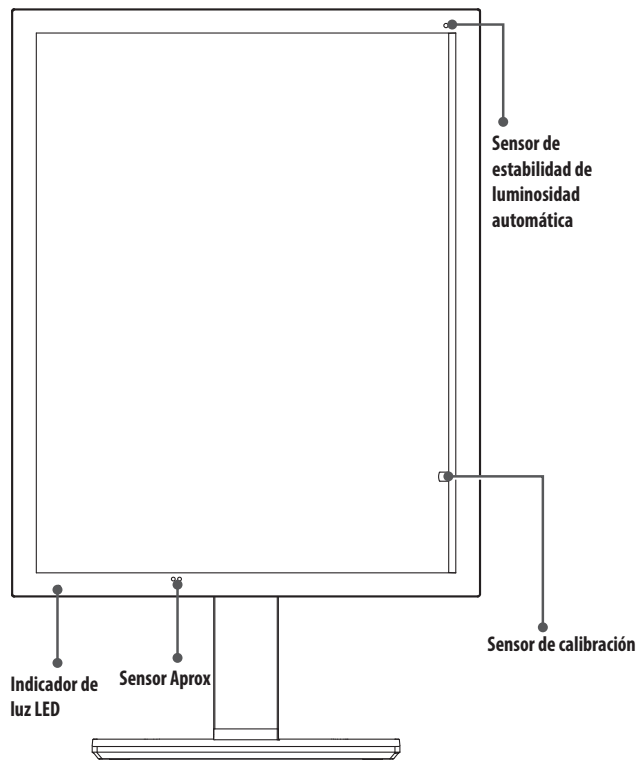 Sensor de
estabilidad de
luminosidad
automática
Sensor de calibración
Sensor Aprox
Indicador de
luz LED